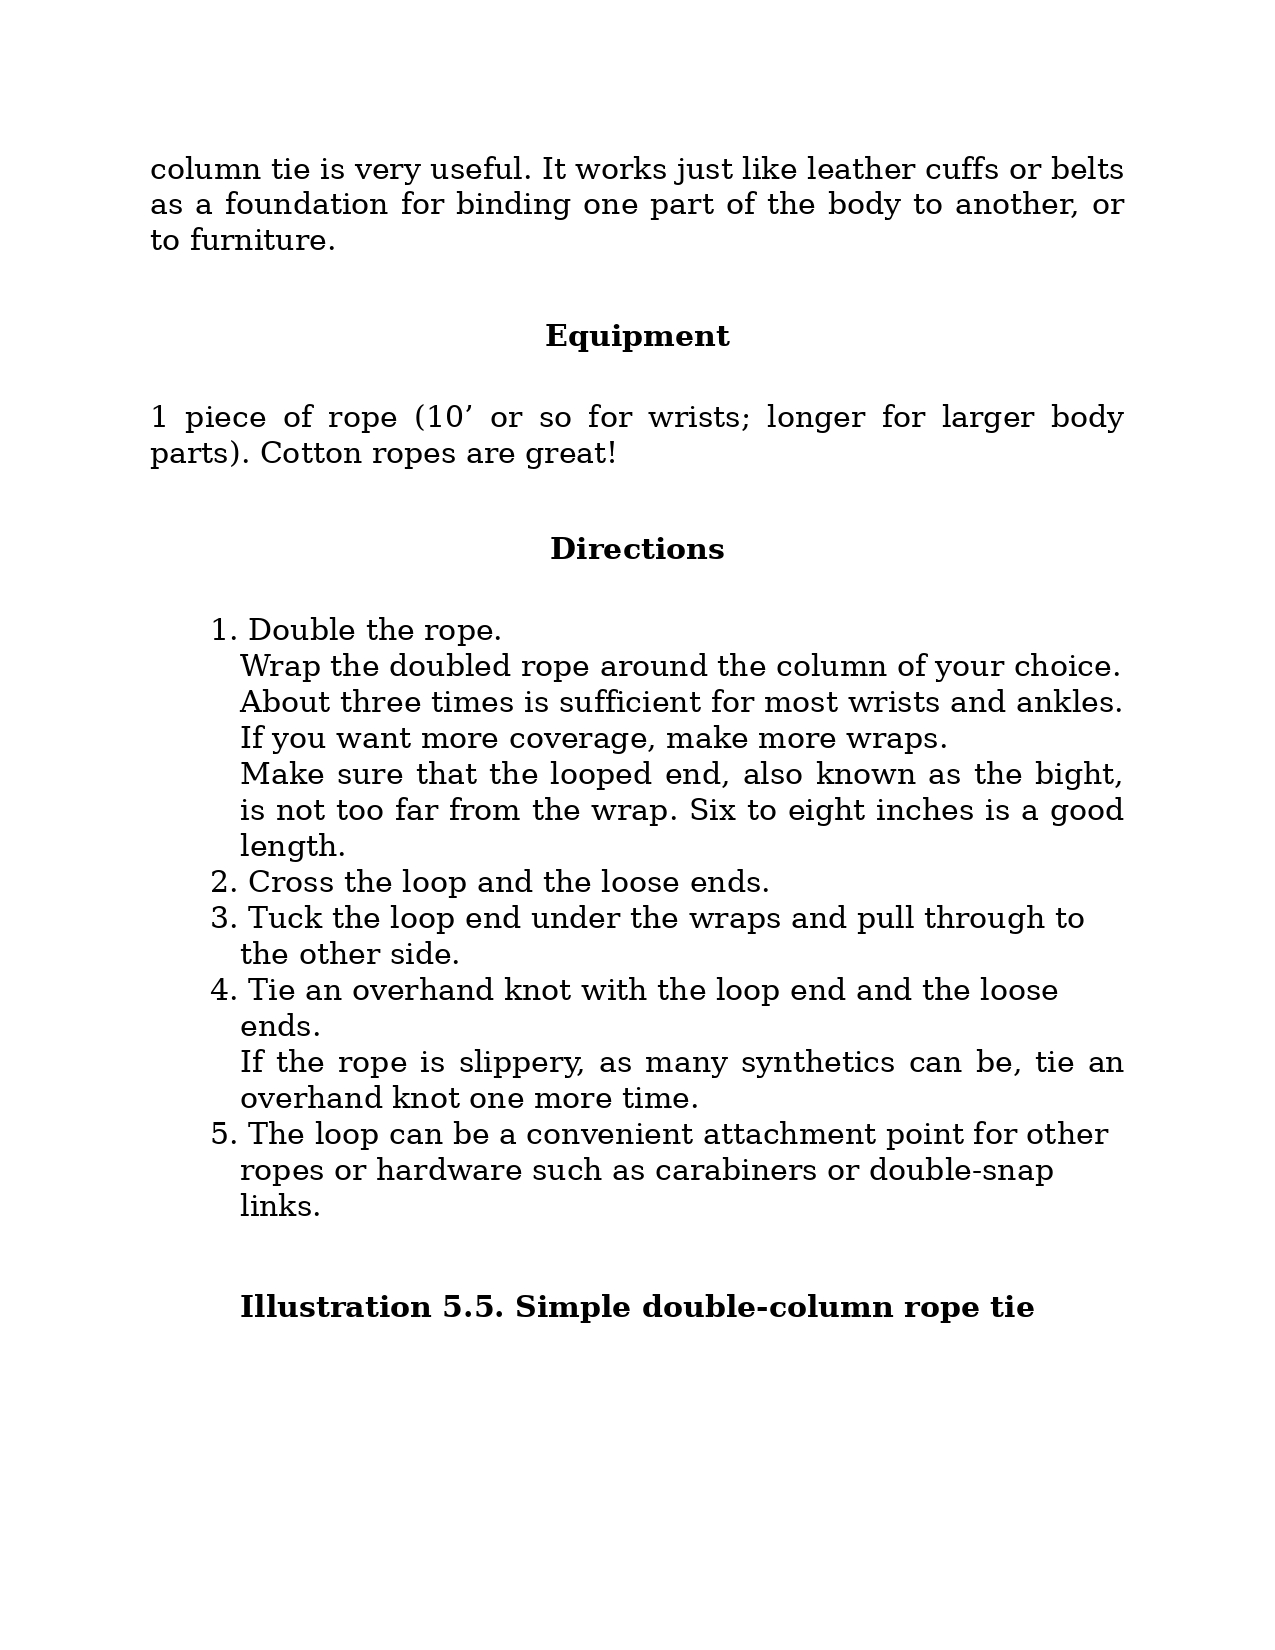 column tie is very useful. It works just like leather cuffs or belts
as a foundation for binding one part of the body to another, or
to furniture.
Equipment
1 piece of rope (10’ or so for wrists; longer for larger body
parts). Cotton ropes are great!
Directions
1. Double the rope.
Wrap the doubled rope around the column of your choice.
About three times is sufficient for most wrists and ankles.
If you want more coverage, make more wraps.
Make sure that the looped end, also known as the bight,
is not too far from the wrap. Six to eight inches is a good
length.
2. Cross the loop and the loose ends.
3. Tuck the loop end under the wraps and pull through to
the other side.
4. Tie an overhand knot with the loop end and the loose
ends.
If the rope is slippery, as many synthetics can be, tie an
overhand knot one more time.
5. The loop can be a convenient attachment point for other
ropes or hardware such as carabiners or double-snap
links.
Illustration 5.5. Simple double-column rope tie